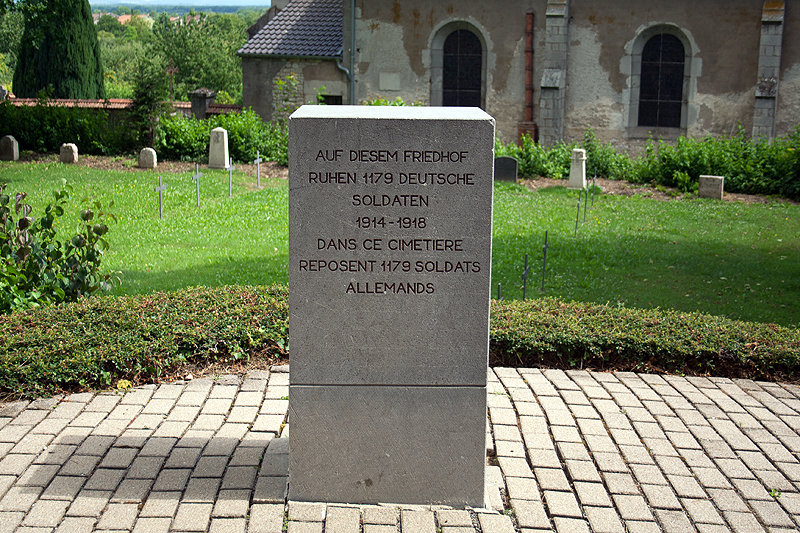 AUF DIESEM FRIEDHOF
RUHEN 1179 DEUTSCHE
SOLDATEN
1914-1918
DANS CE CIMETIERE
REPOSENT 1179 SOLDATS
ALLEMANDS